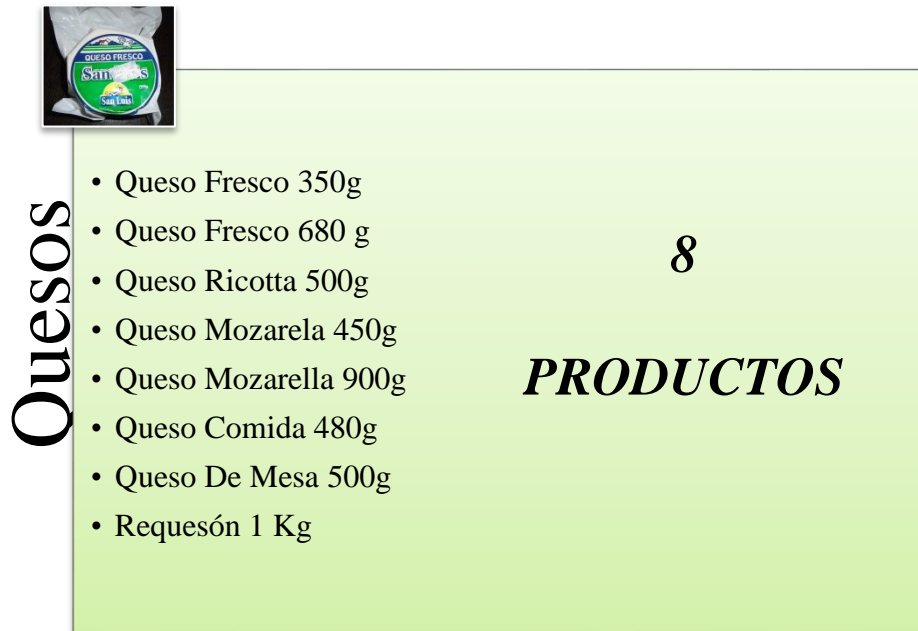 QUESO FRESCO
San Luis
Quesos
• Queso Fresco 350g
• Queso Fresco 680 g
• Queso Ricotta 500g
• Queso Mozarela 450g
• Queso Mozarella 900g
• Queso Comida 480g
• Queso De Mesa 500g
• Requesón 1 Kg
8
PRODUCTOS